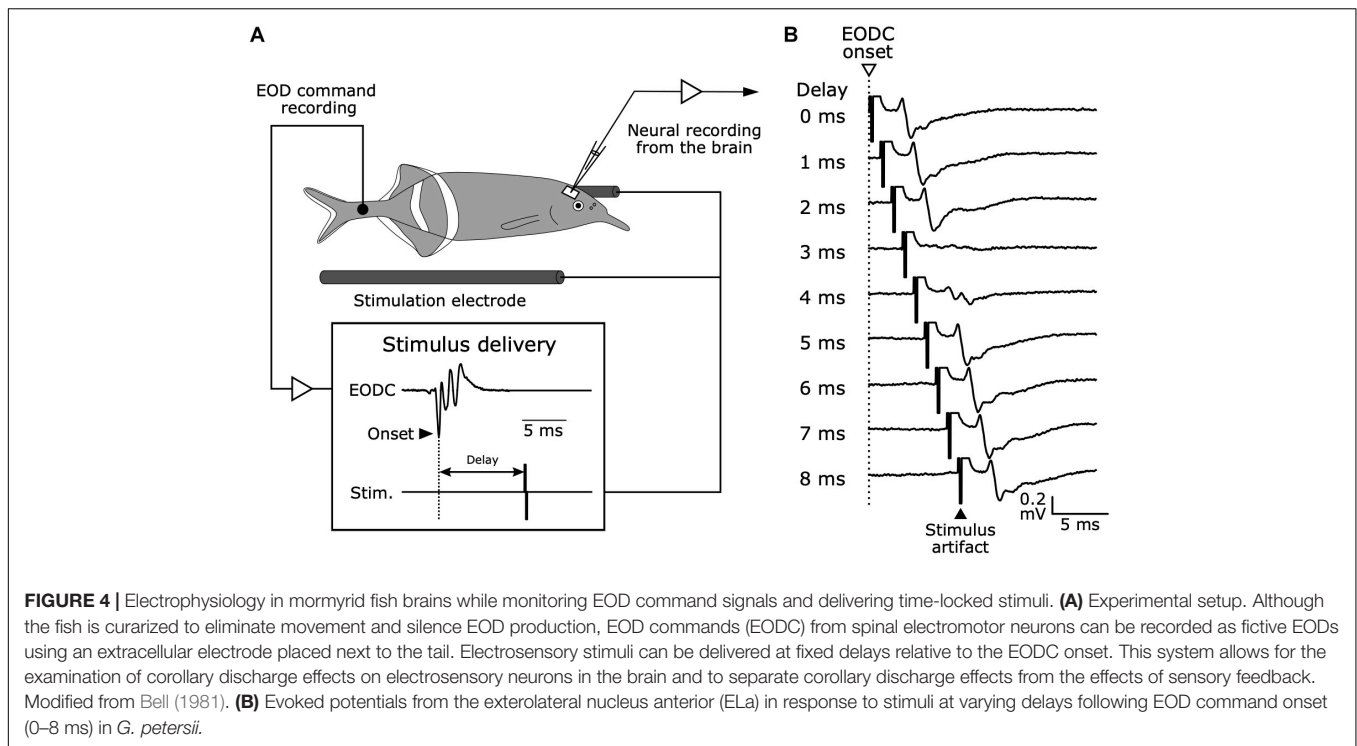 A
EOD command
recording
Neural recording
from the brain
Stimulation electrode
Stimulus delivery
EODC
Onset
5 ms
Delay
Stim.
B
EODC
onset
Delay
0 ms
1 ms
2 ms
3 ms
4 ms
5 ms
6 ms
7 ms
8 ms
0.2
mV
5 ms
Stimulus
artifact
FIGURE 4 | Electrophysiology in mormyrid fish brains while monitoring EOD command signals and delivering time-locked stimuli. (A) Experimental setup. Although
the fish is curarized to eliminate movement and silence EOD production, EOD commands (EODC) from spinal electromotor neurons can be recorded as fictive EODs
using an extracellular electrode placed next to the tail. Electrosensory stimuli can be delivered at fixed delays relative to the EODC onset. This system allows for the
examination of corollary discharge effects on electrosensory neurons in the brain and to separate corollary discharge effects from the effects of sensory feedback.
Modified from Bell (1981). (B) Evoked potentials from the exterolateral nucleus anterior (ELa) in response to stimuli at varying delays following EOD command onset
(0–8 ms) in G. petersii.